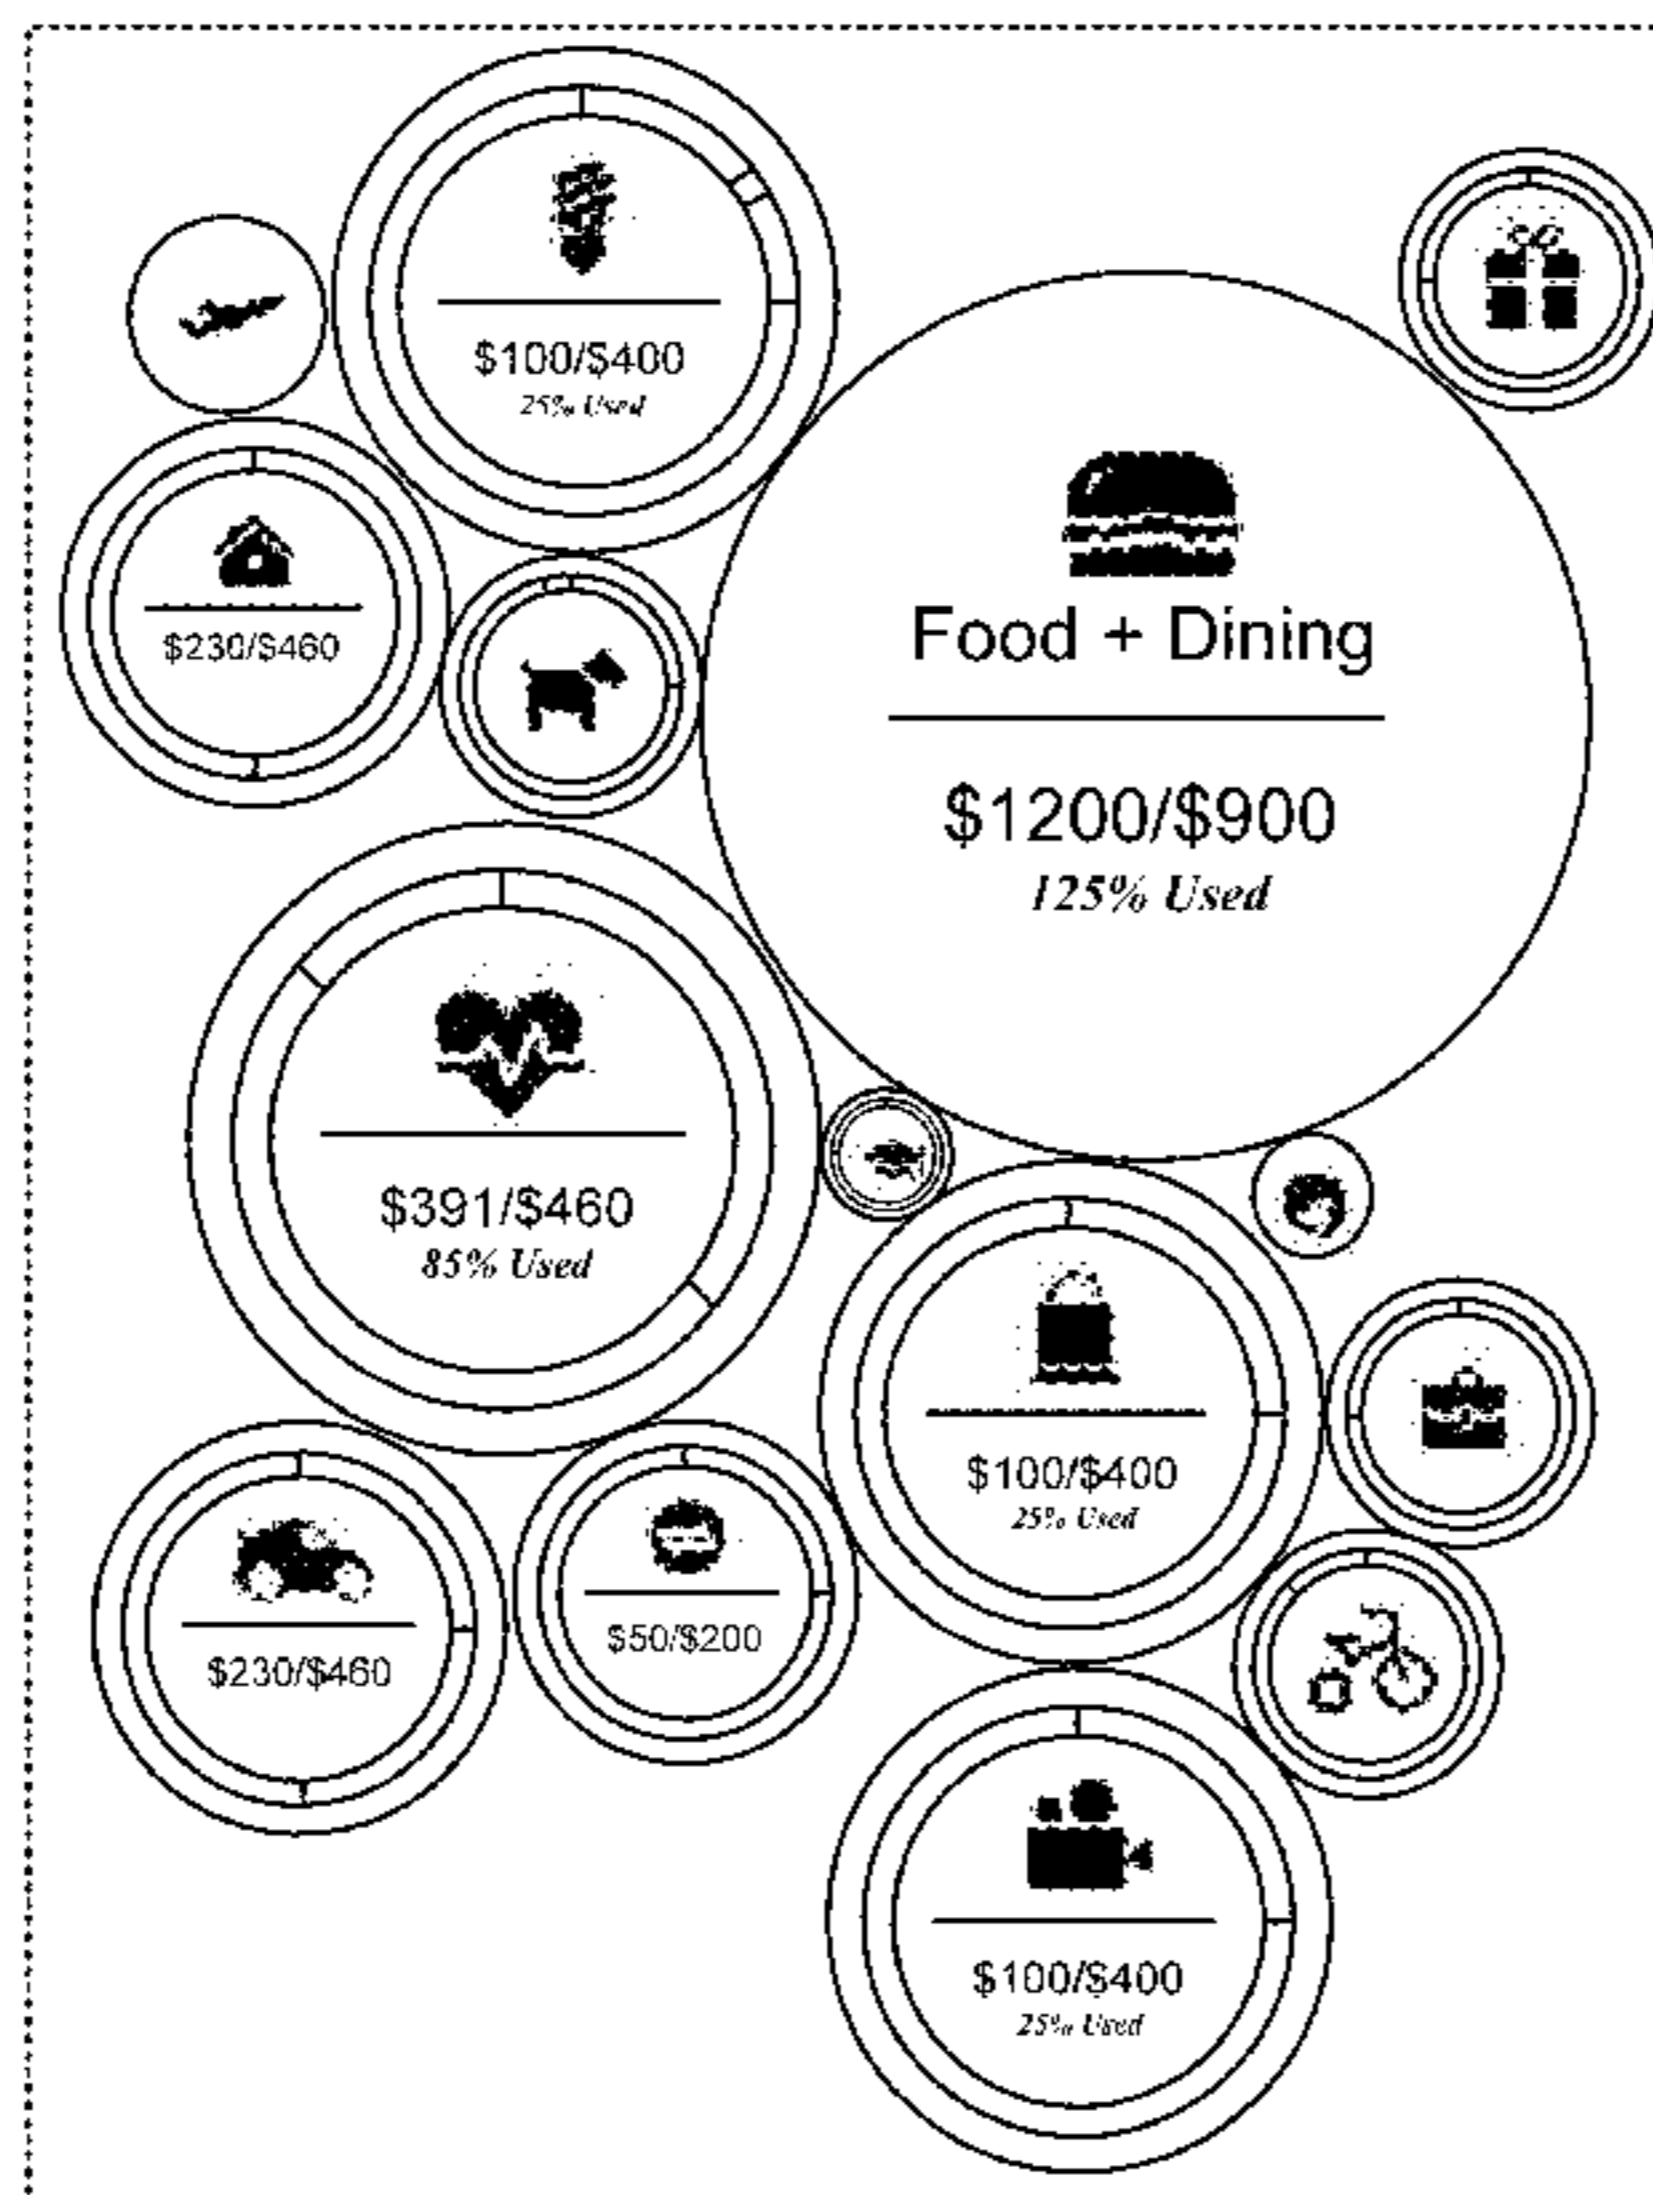 $100/$400
25% Used
$230/$460
Food + Dining
$1200/$900
125% Used
$391/$460
85% Used
$100/$400
25% Used
$230/$460
$50/$200
$100/$400
25% Used